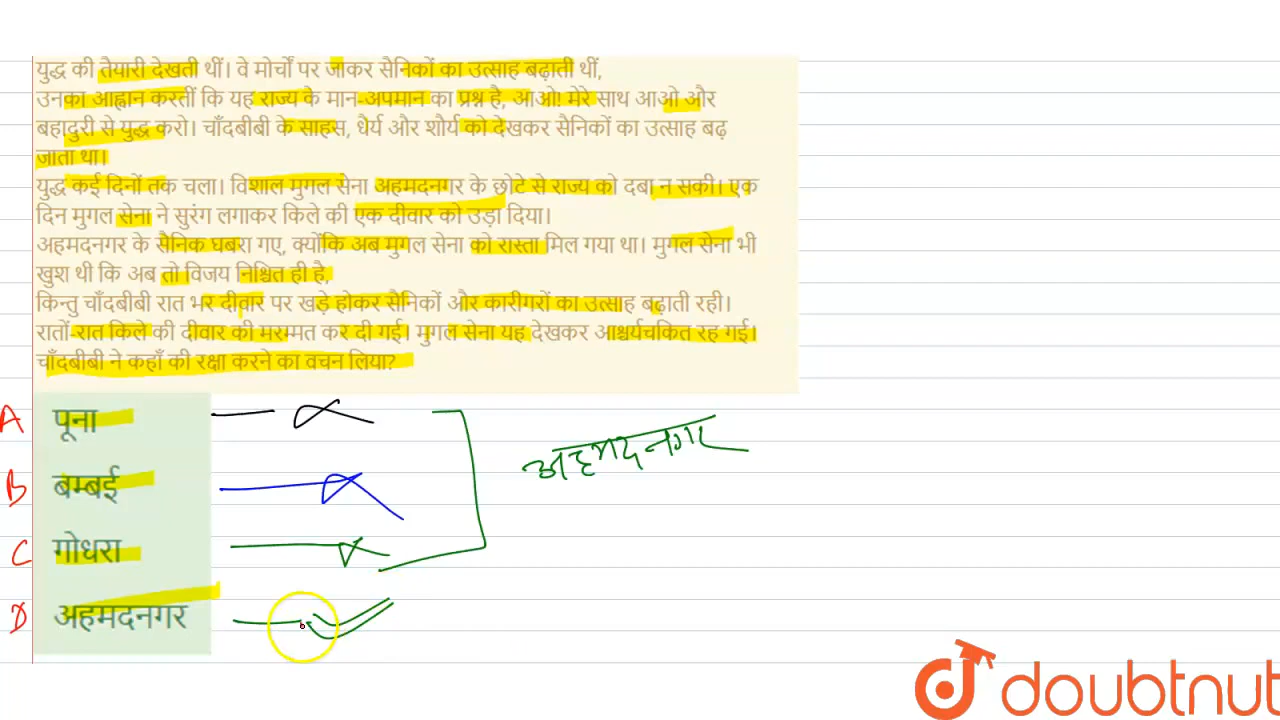 युद्ध की तैयारी देखती थीं। वे मोर्चों पर जाकर सैनिकों का उत्साह बढ़ाती थीं,
उनका आह्वान करतीं कि यह राज्य के मान-अपमान का प्रश्न है, आओ! मेरे साथ आओ और
बहादुरी से युद्ध करो। चाँदबीबी के साहस, धैर्य और शौर्य को देखकर सैनिकों का उत्साह बढ़
जाता था।
युद्ध कई दिनों तक चला। विशाल मुगल सेना अहमदनगर के छोटे से राज्य को दबा न सकी। एक
दिन मुगल सेना ने सुरंग लगाकर किले की एक दीवार को उड़ा दिया।
अहमदनगर के सैनिक घबरा गए, क्योंकि अब मुगल सेना को रास्ता मिल गया था। मुगल सेना भी
खुश थी कि अब तो विजय निश्चित ही है,
किन्तु चाँदबीबी रात भर दीवार पर खड़े होकर सैनिकों और कारीगरों का उत्साह बढ़ाती रही।
रातों-रात किले की दीवार की मरम्मत कर दी गई। मुगल सेना यह देखकर आश्चर्यचकित रह गई।
चाँदबीबी ने कहाँ की रक्षा करने का वचन लिया?
A पूना
B बम्बई
अहमदनगर
C गोधरा
D अहमदनगर
doubtnut